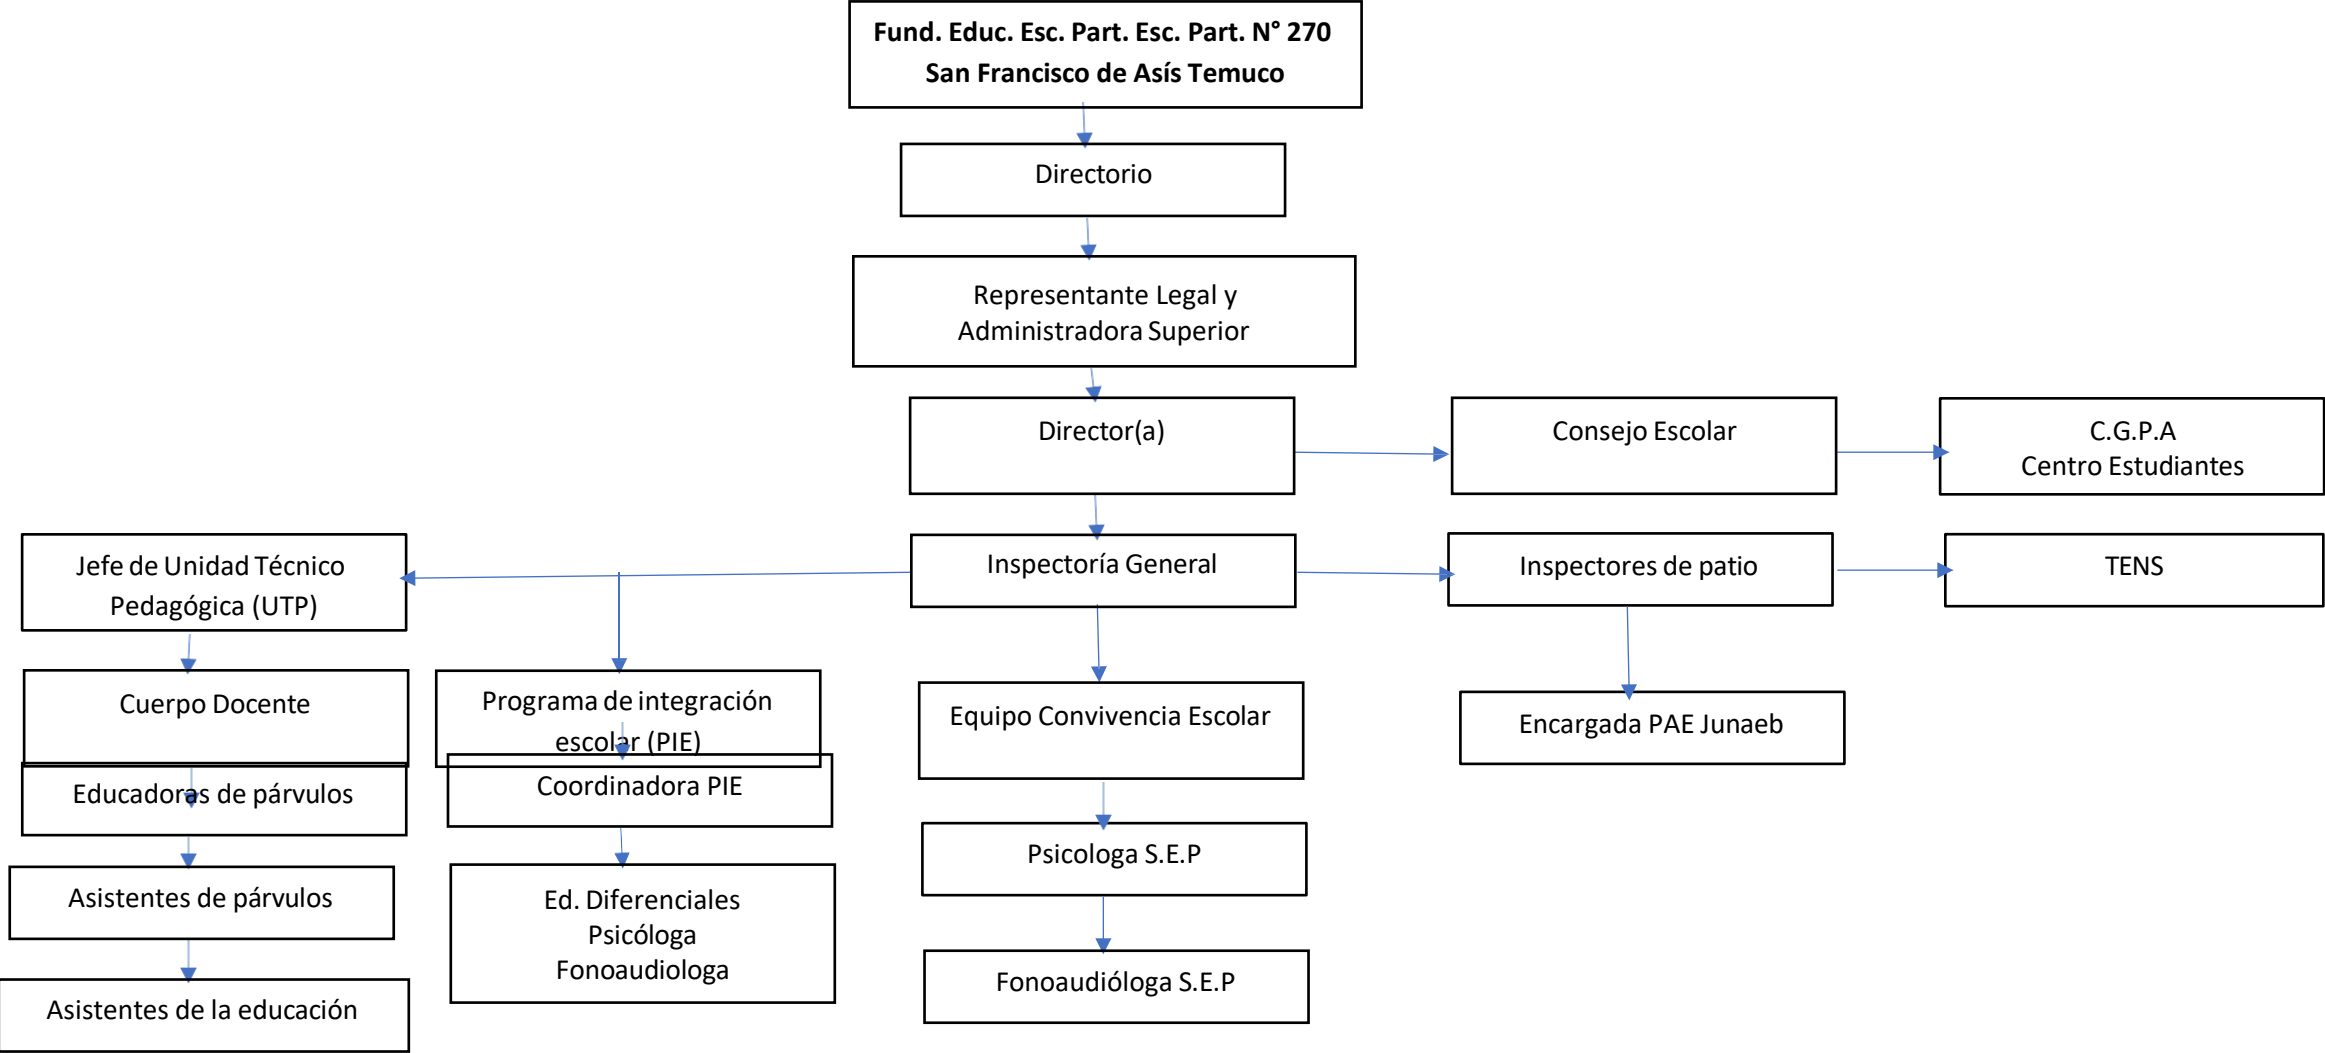 Fund. Educ. Esc. Part. Esc. Part. N° 270
San Francisco de Asís Temuco
Directorio
Representante Legal y
Administradora Superior
Director(a)
Consejo Escolar
C.G.P.A
Centro Estudiantes
Jefe de Unidad Técnico
Pedagógica (UTP)
Inspectoría General
Inspectores de patio
TENS
Cuerpo Docente
Programa de integración
escolar (PIE)
Equipo Convivencia Escolar
Encargada PAE Junaeb
Educadoras de párvulos
Coordinadora PIE
Psicologa S.E.P
Asistentes de párvulos
Ed. Diferenciales
Psicóloga
Fonoaudiologa
Fonoaudióloga S.E.P
Asistentes de la educación